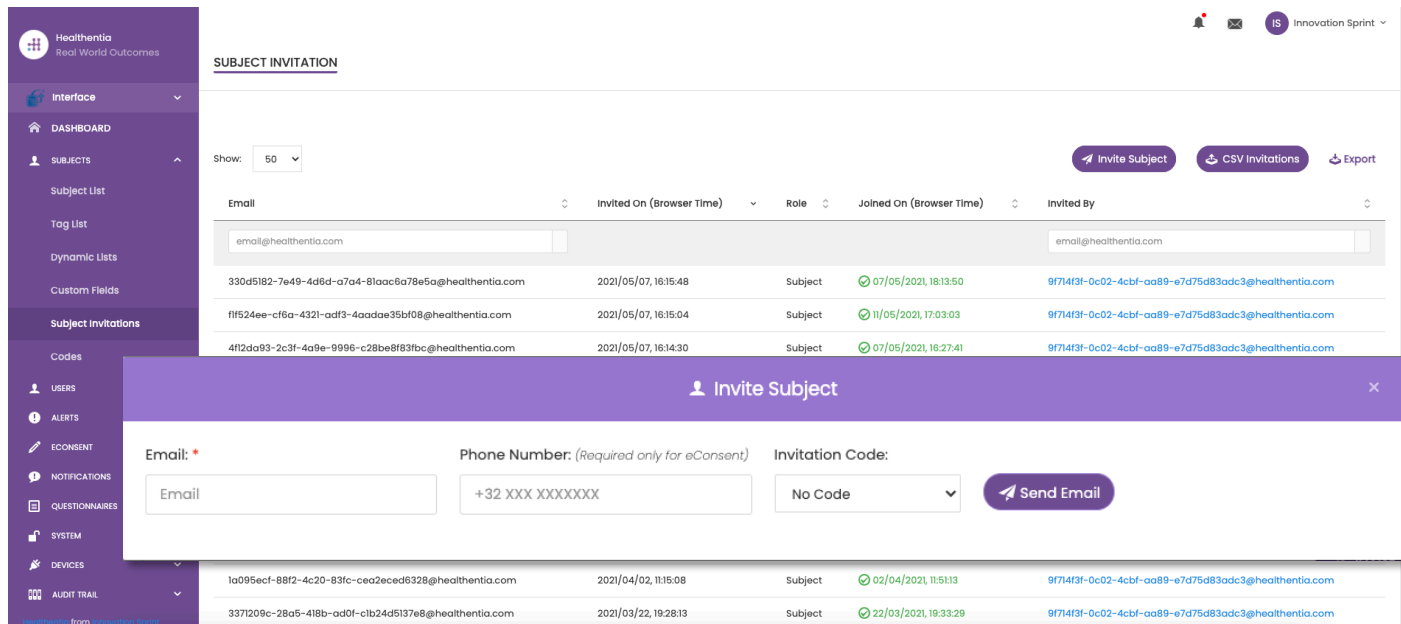 Healthentia
Real World Outcomes
IS Innovation Sprint
SUBJECT INVITATION
Interface
DASHBOARD
SUBJECTS
Subject List
Tag List
Dynamic Lists
Custom Fields
Subject Invitations
Codes
USERS
ALERTS
ECONSENT
NOTIFICATIONS
QUESTIONNAIRES
SYSTEM
DEVICES
AUDIT TRAIL
Show: 50 Invite Subject CSV Invitations Export
Email Invited On (Browser Time) Role Joined On (Browser Time) Invited By
email@healthentia.com email@healthentia.com
330d5182-7e49-4d6d-a7a4-81aac6a78e5a@healthentia.com 2021/05/07, 16:15:48 Subject 07/05/2021, 18:13:50 9f714f3f-0c02-4cbf-aa89-e7d75d83adc3@healthentia.com
f1f524ee-cf6a-4321-adf3-4aadae35bf08@healthentia.com 2021/05/07, 16:15:04 Subject 11/05/2021, 17:03:03 9f714f3f-0c02-4cbf-aa89-e7d75d83adc3@healthentia.com
4f12da93-2c3f-4a9e-9996-c28be8f83fbc@healthentia.com 2021/05/07, 16:14:30 Subject 07/05/2021, 16:27:41 9f714f3f-0c02-4cbf-aa89-e7d75d83adc3@healthentia.com
Invite Subject ×
Email: * Phone Number: (Required only for eConsent) Invitation Code:
Email +32 XXX XXXXXXX No Code Send Email
1a095ecf-88f2-4c20-83fc-cea2eced6328@healthentia.com 2021/04/02, 11:15:08 Subject 02/04/2021, 11:51:13 9f714f3f-0c02-4cbf-aa89-e7d75d83adc3@healthentia.com
3371209c-28a5-418b-ad0f-c1b24d5137e8@healthentia.com 2021/03/22, 19:28:13 Subject 22/03/2021, 19:33:29 9f714f3f-0c02-4cbf-aa89-e7d75d83adc3@healthentia.com